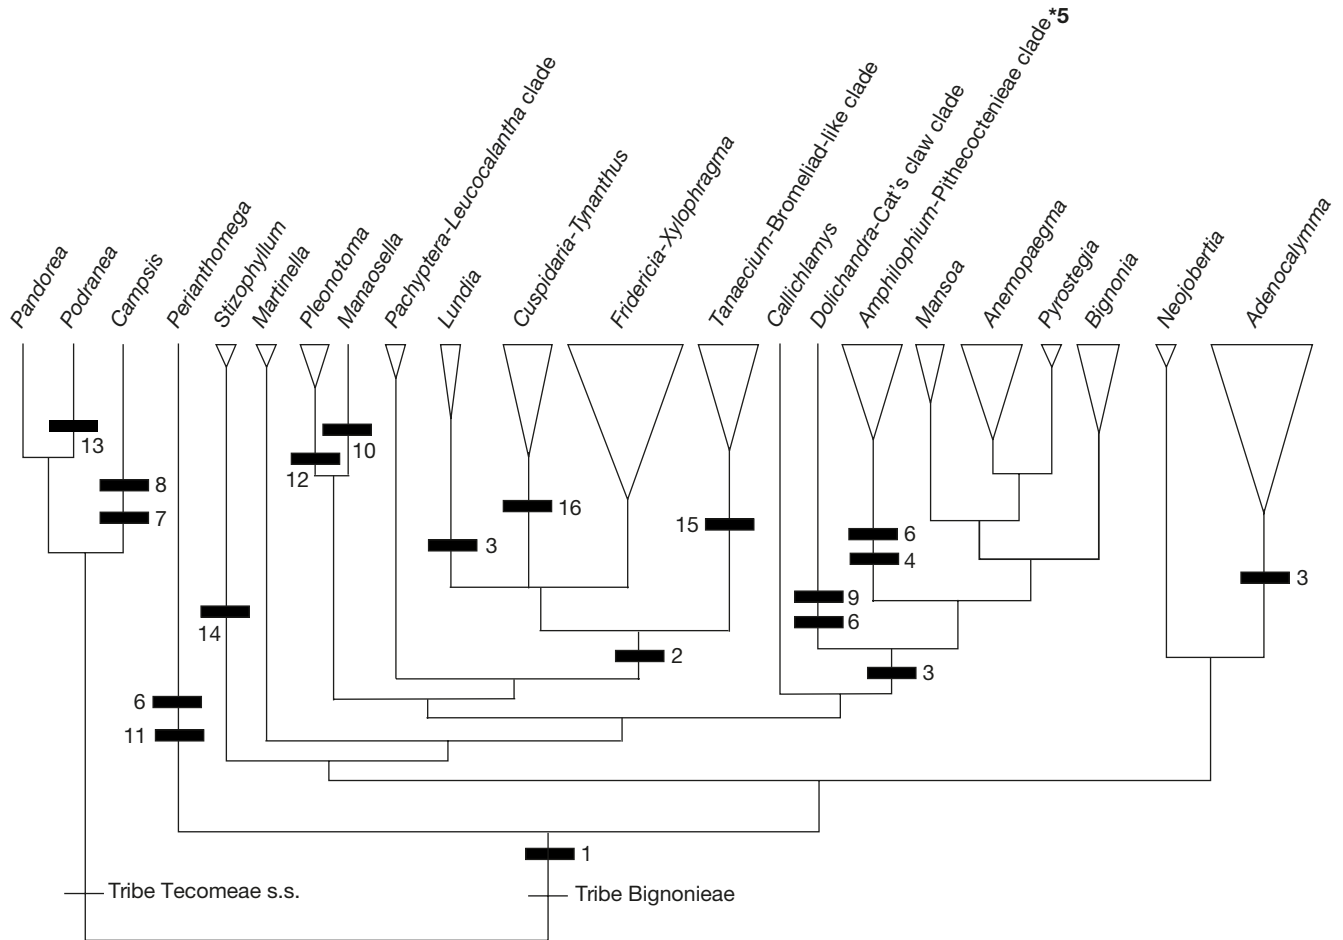 Pandorea
Podranea
Campsis
Perianthomega
Stizophyllum
Martinella
Pleonotoma
Manaosella
Pachyptera-Leucocalantha clade
Lundia
Cuspidaria-Tynanthus
Fridericia-Xylophragma
Tanaecium-Bromeliad-like clade
Callichlamys
Dolichandra-Cat's claw clade
Amphilophium-Pithecoctenieae clade*5
Mansoa
Anemopaegma
Pyrostegia
Bignonia
Neojobertia
Adenocalymma
13
10
12
8
7
16
15
3
6
4
3
9
6
14
2
3
6
11
1
Tribe Tecomeae s.s.
Tribe Bignonieae